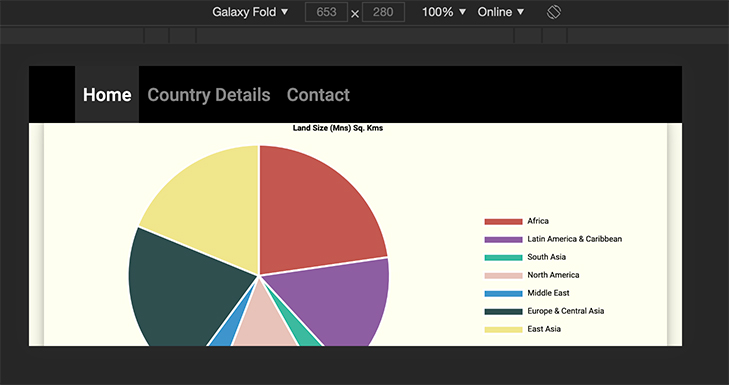 Galaxy Fold ▼ 653 × 280 100% ▼ Online ▼
Home Country Details Contact
Land Size (Mns) Sq. Kms
Africa
Latin America & Caribbean
South Asia
North America
Middle East
Europe & Central Asia
East Asia